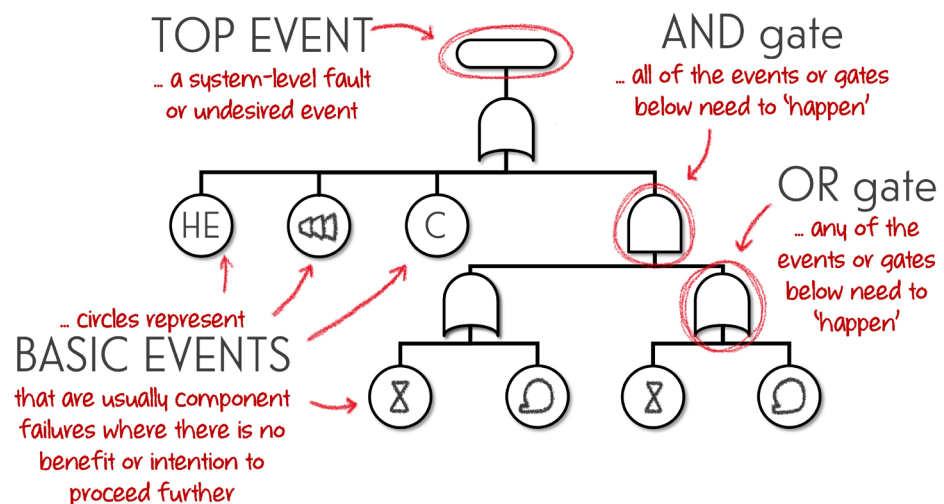 TOP EVENT
... a system-level fault
or undesired event
AND gate
... all of the events or gates
below need to 'happen'
OR gate
... any of the
events or gates
below need to
'happen'
HE
C
... circles represent
BASIC EVENTS
that are usually component
failures where there is no
benefit or intention to
proceed further